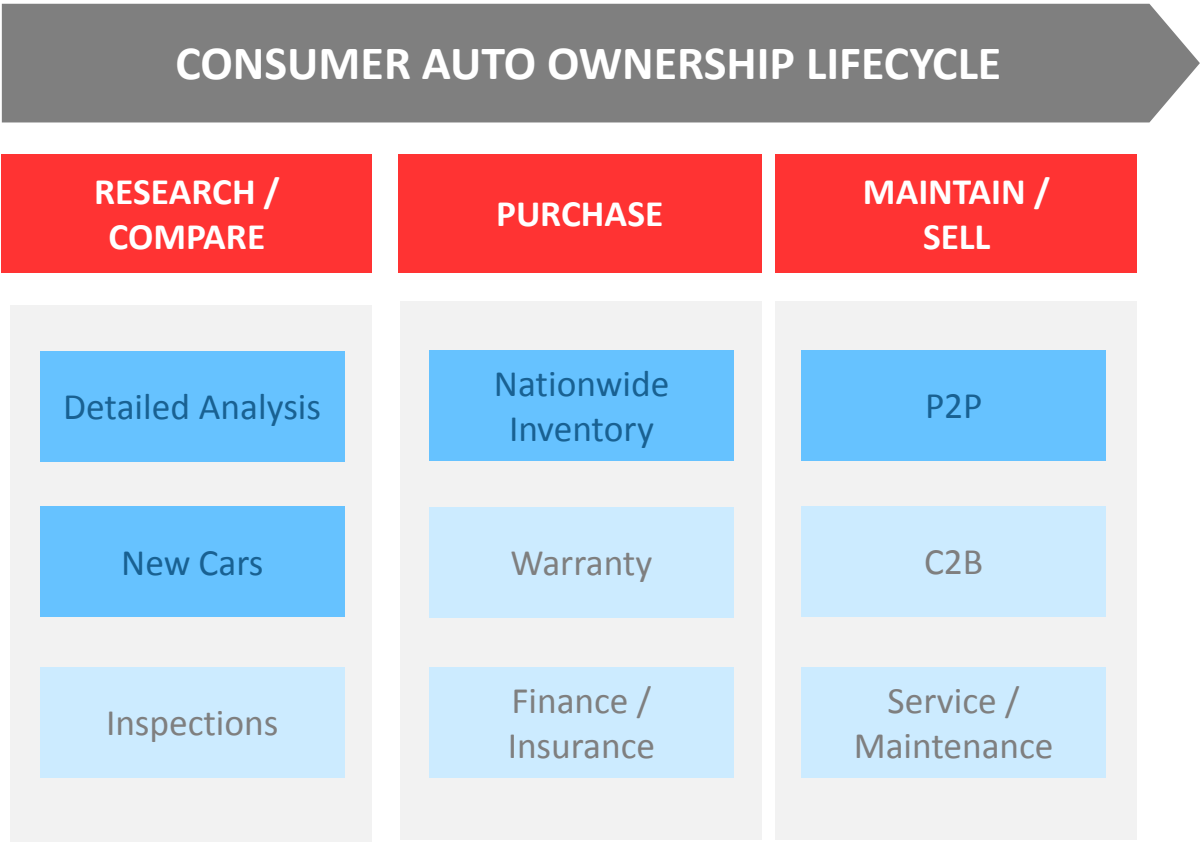 CONSUMER AUTO OWNERSHIP LIFECYCLE
RESEARCH /
COMPARE
Detailed Analysis
New Cars
Inspections
PURCHASE
Nationwide
Inventory
Warranty
Finance /
Insurance
MAINTAIN /
SELL
P2P
C2B
Service /
Maintenance